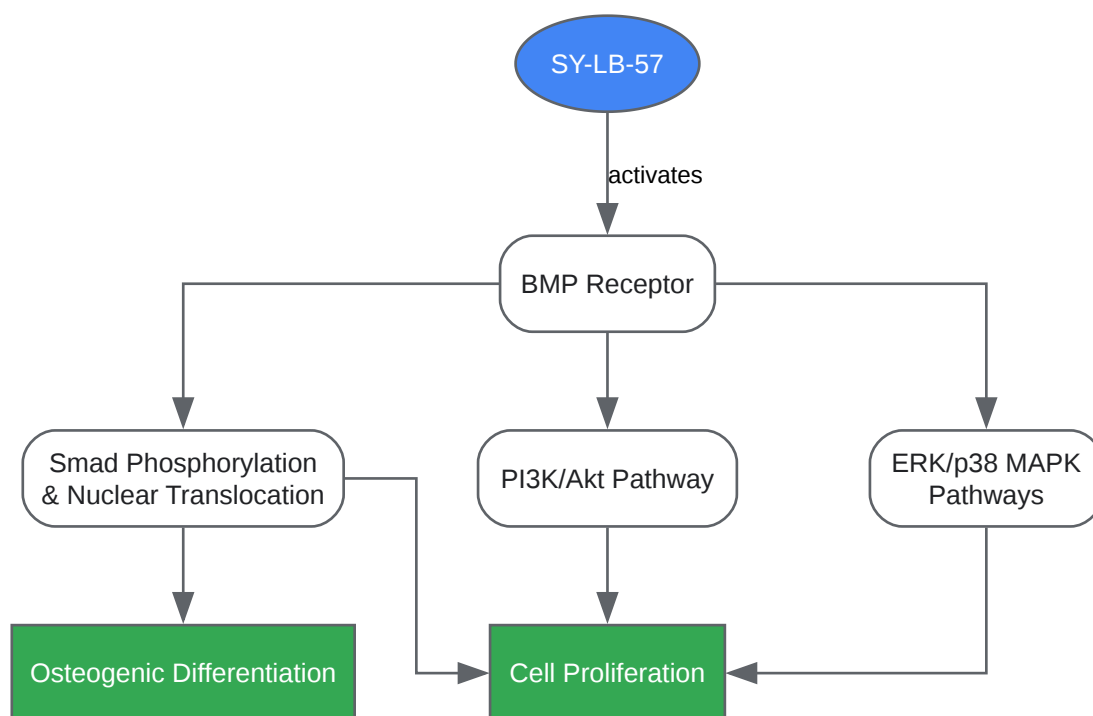 SY-LB-57
activates
BMP Receptor
Smad Phosphorylation
& Nuclear Translocation
PI3K/Akt Pathway
ERK/p38 MAPK
Pathways
Osteogenic Differentiation
Cell Proliferation